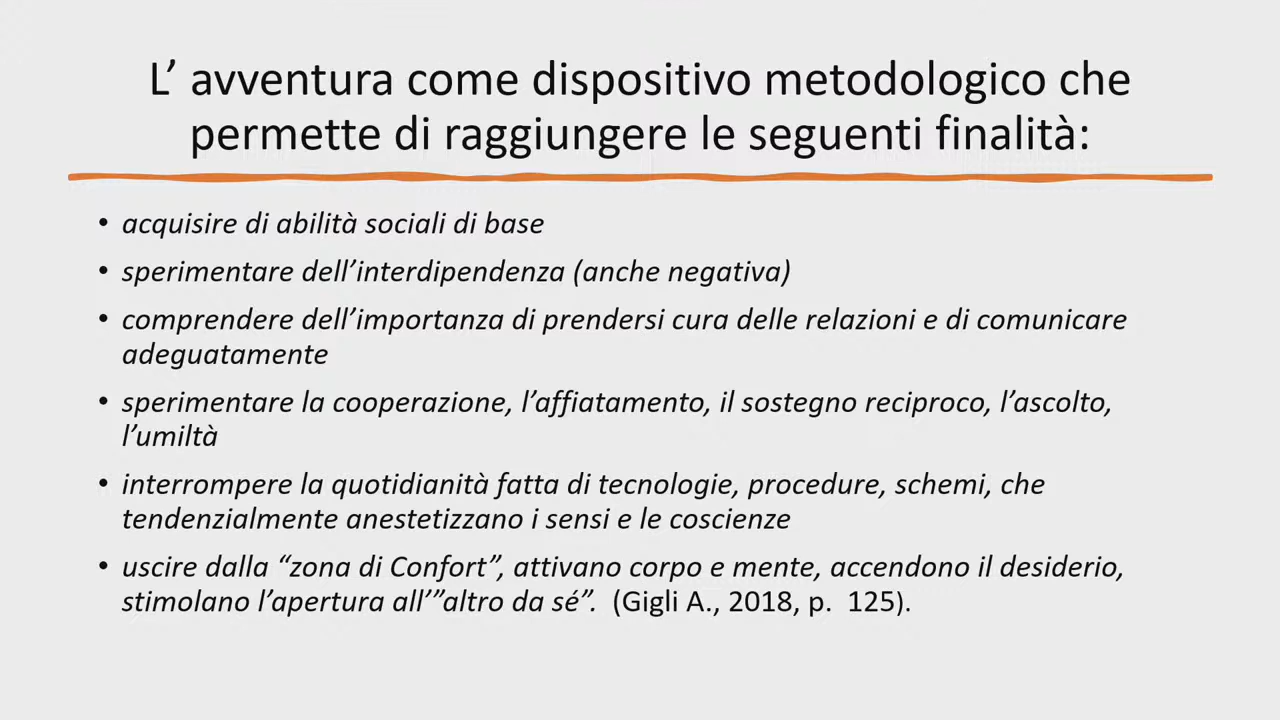 L’ avventura come dispositivo metodologico che
permette di raggiungere le seguenti finalità:
• acquisire di abilità sociali di base
• sperimentare dell’interdipendenza (anche negativa)
• comprendere dell’importanza di prendersi cura delle relazioni e di comunicare
adeguatamente
• sperimentare la cooperazione, l’affiatamento, il sostegno reciproco, l’ascolto,
l’umiltà
• interrompere la quotidianità fatta di tecnologie, procedure, schemi, che
tendenzialmente anestetizzano i sensi e le coscienze
• uscire dalla “zona di Confort”, attivano corpo e mente, accendono il desiderio,
stimolano l’apertura all’”altro da sé”.  (Gigli A., 2018, p.  125).